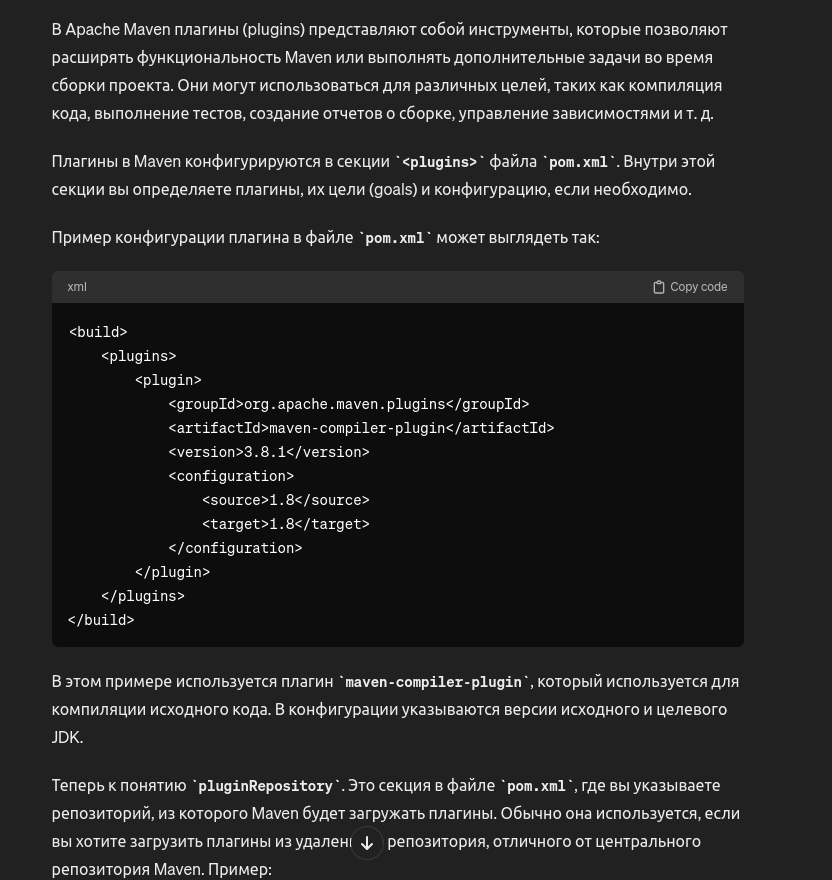 В Apache Maven плагины (plugins) представляют собой инструменты, которые позволяют
расширять функциональность Maven или выполнять дополнительные задачи во время
сборки проекта. Они могут использоваться для различных целей, таких как компиляция
кода, выполнение тестов, создание отчетов о сборке, управление зависимостями и т. д.
Плагины в Maven конфигурируются в секции `<plugins>` файла `pom.xml`. Внутри этой
секции вы определяете плагины, их цели (goals) и конфигурацию, если необходимо.
Пример конфигурации плагина в файле `pom.xml` может выглядеть так:
xml Copy code
<build>
    <plugins>
        <plugin>
            <groupId>org.apache.maven.plugins</groupId>
            <artifactId>maven-compiler-plugin</artifactId>
            <version>3.8.1</version>
            <configuration>
                <source>1.8</source>
                <target>1.8</target>
            </configuration>
        </plugin>
    </plugins>
</build>
В этом примере используется плагин `maven-compiler-plugin`, который используется для
компиляции исходного кода. В конфигурации указываются версии исходного и целевого
JDK.
Теперь к понятию `pluginRepository`. Это секция в файле `pom.xml`, где вы указываете
репозиторий, из которого Maven будет загружать плагины. Обычно она используется, если
вы хотите загрузить плагины из репозитория, отличного от центрального
репозитория Maven. Пример: